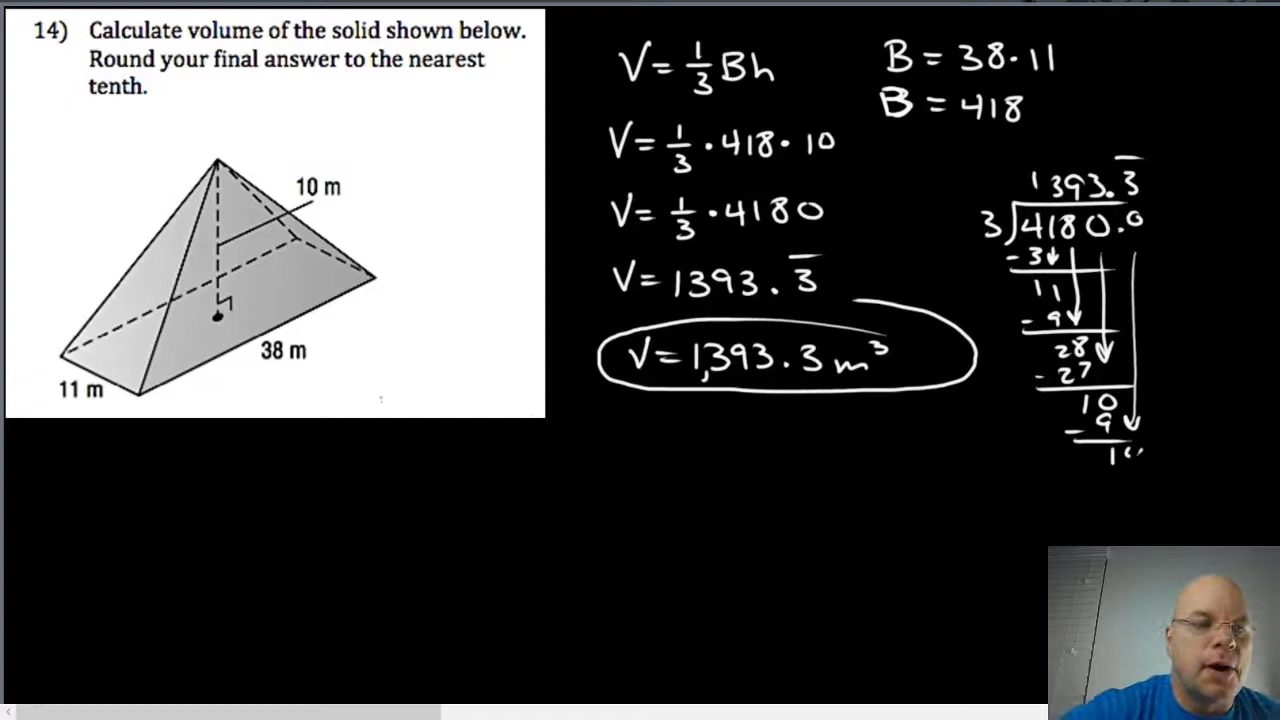 14) Calculate volume of the solid shown below.
Round your final answer to the nearest
tenth.
10 m
38 m
11 m
V = 1/3 Bh
V = 1/3 · 418 · 10
V = 1/3 · 4180
V = 1393.3̅
V = 1,393.3 m³
B = 38 · 11
B = 418
1393.3̅
3)4180.0
-3
11
-9
28
-27
10
-9